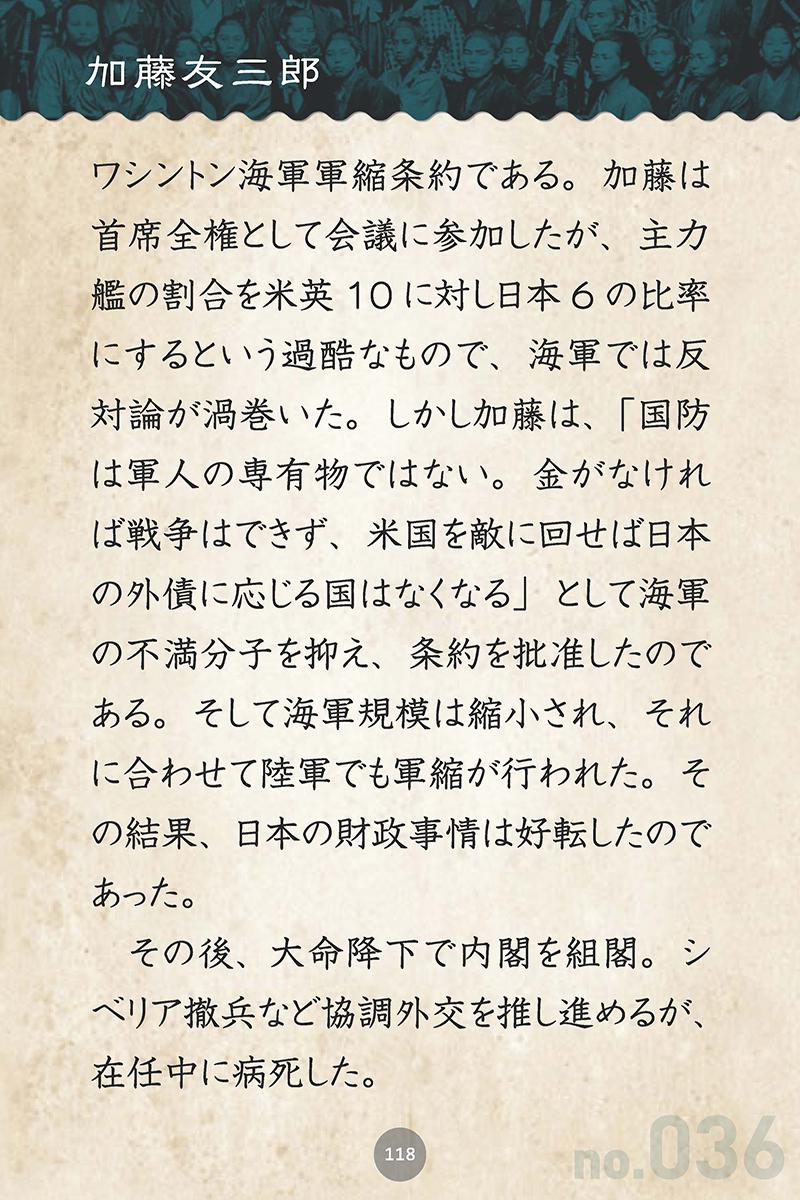 加藤友三郎
ワシントン海軍軍縮条約である。加藤は
首席全権として会議に参加したが、主力
艦の割合を米英 10 に対し日本 6 の比率
にするという過酷なもので、海軍では反
対論が渦巻いた。しかし加藤は、「国防
は軍人の専有物ではない。金がなけれ
ば戦争はできず、米国を敵に回せば日本
の外債に応じる国はなくなる」として海軍
の不満分子を抑え、条約を批准したので
ある。そして海軍規模は縮小され、それ
に合わせて陸軍でも軍縮が行われた。そ
の結果、日本の財政事情は好転したので
あった。
その後、大命降下で内閣を組閣。シ
ベリア撤兵など協調外交を推し進めるが、
在任中に病死した。
118
no.036